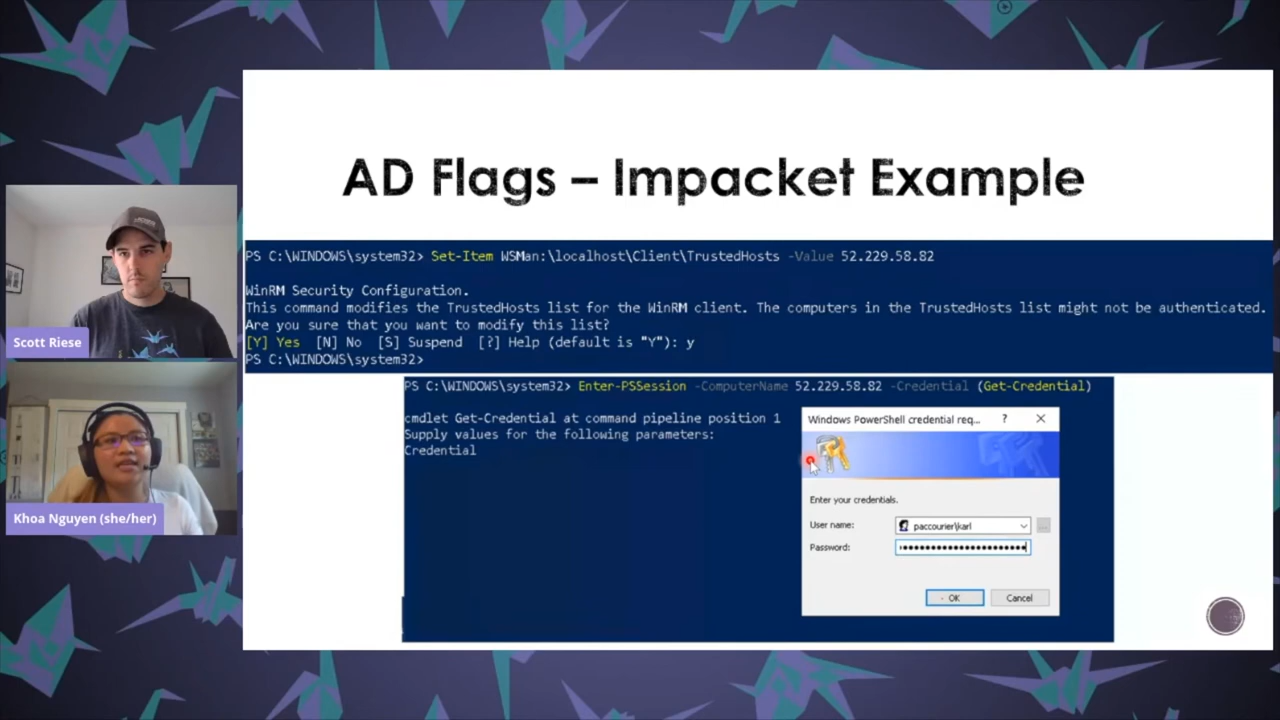 AD Flags – Impacket Example
PS C:\WINDOWS\system32> Set-Item WSMan:\localhost\Client\TrustedHosts -Value 52.229.58.82
WinRM Security Configuration.
This command modifies the TrustedHosts list for the WinRM client. The computers in the TrustedHosts list might not be authenticated.
Are you sure that you want to modify this list?
[Y] Yes  [N] No  [S] Suspend  [?] Help (default is "Y"): y
PS C:\WINDOWS\system32>
Scott Riese
PS C:\WINDOWS\system32> Enter-PSSession -ComputerName 52.229.58.82 -Credential (Get-Credential)
cmdlet Get-Credential at command pipeline position 1
Supply values for the following parameters:
Credential
Windows PowerShell credential req... ?
Enter your credentials.
User name: paccourier\karl
Password: ●●●●●●●●●●●●●●●●●●●●●●●
OK Cancel
Khoa Nguyen (she/her)